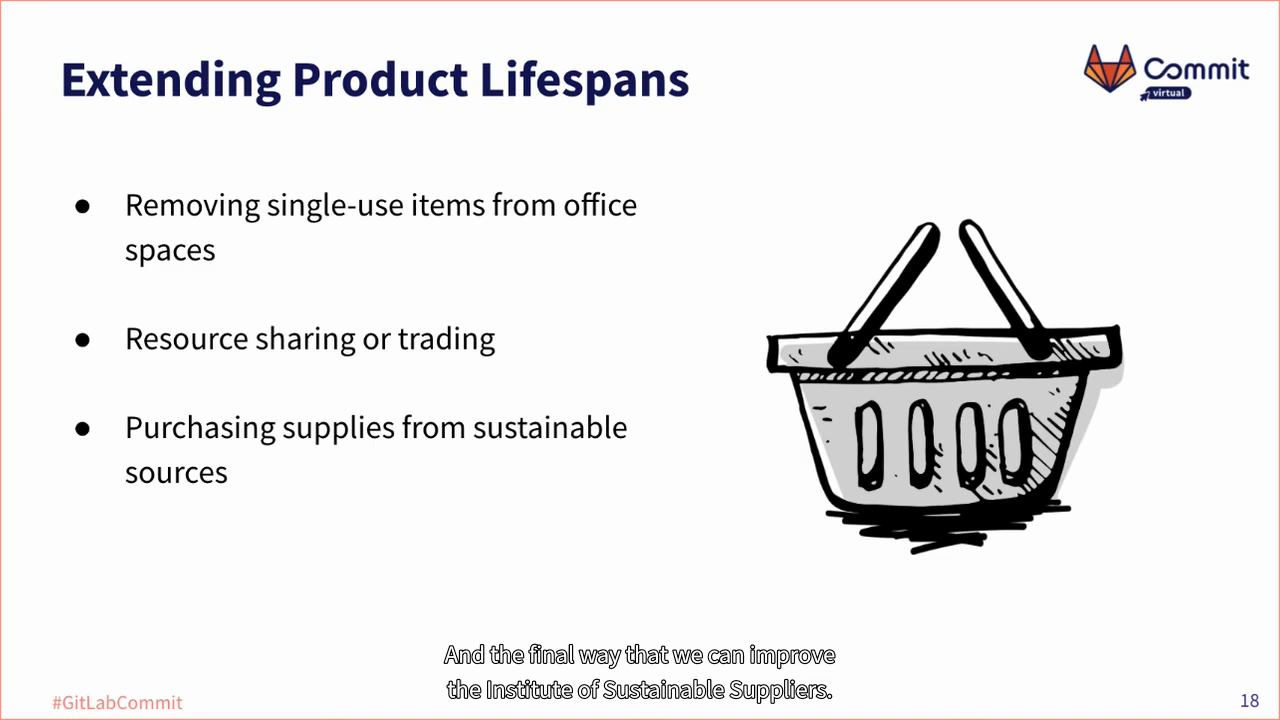 Extending Product Lifespans
Commit
virtual
● Removing single-use items from office
spaces
● Resource sharing or trading
● Purchasing supplies from sustainable
sources
And the final way that we can improve
the Institute of Sustainable Suppliers.
#GitLabCommit
18